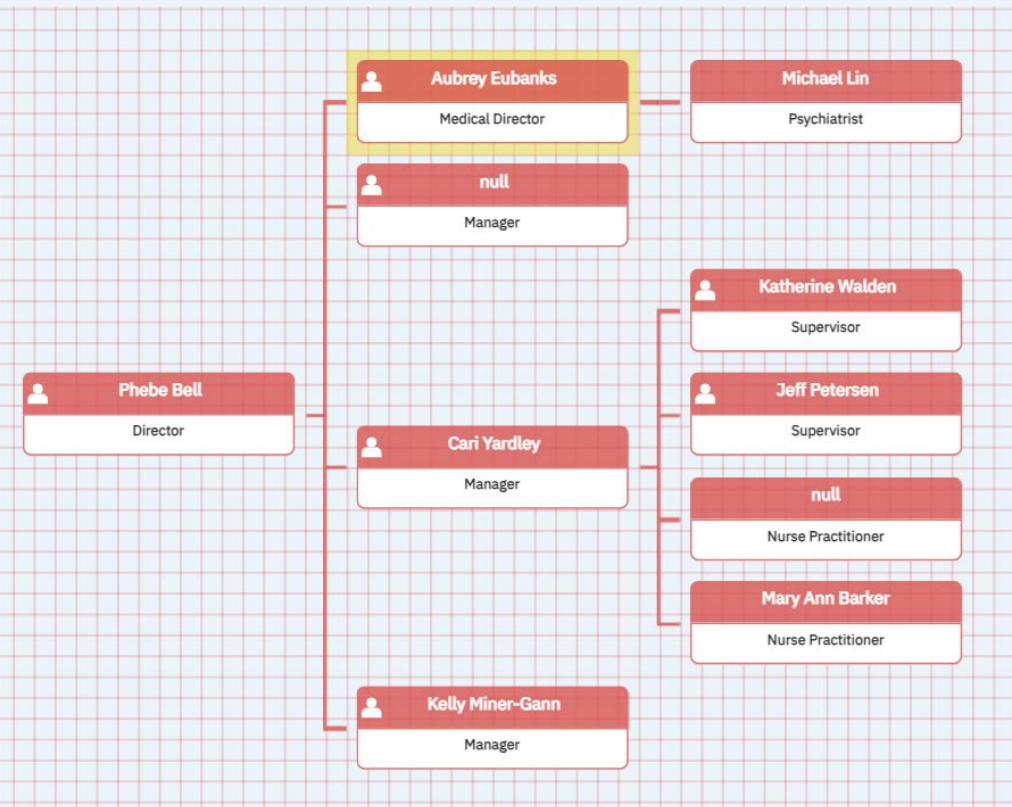 Aubrey Eubanks
Medical Director
Michael Lin
Psychiatrist
null
Manager
Katherine Walden
Supervisor
Phebe Bell
Director
Jeff Petersen
Supervisor
Cari Yardley
Manager
null
Nurse Practitioner
Mary Ann Barker
Nurse Practitioner
Kelly Miner-Gann
Manager